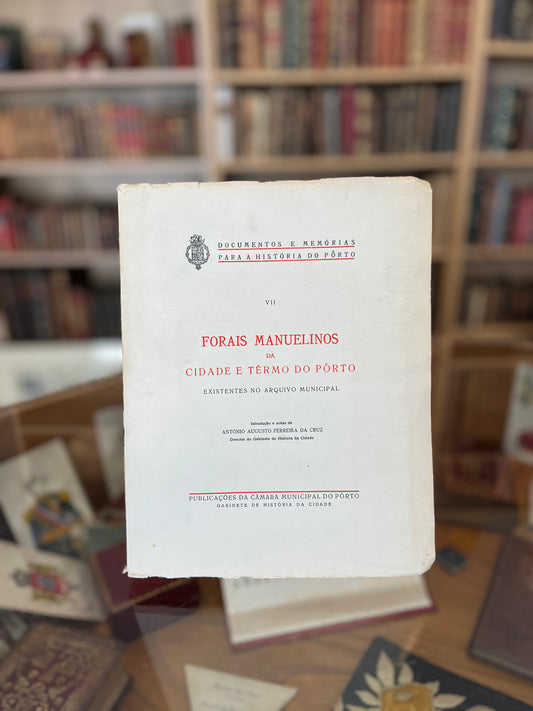 DOCUMENTOS E MEMÓRIAS
PARA A HISTÓRIA DO PÔRTO
VII
FORAIS MANUELINOS
DA
CIDADE E TÊRMO DO PÔRTO
EXISTENTES NO ARQUIVO MUNICIPAL
Introdução e notas de
ANTÓNIO AUGUSTO FERREIRA DA CRUZ
Director do Gabinete de História da Cidade
PUBLICAÇÕES DA CÂMARA MUNICIPAL DO PÔRTO
GABINETE DE HISTÓRIA DA CIDADE